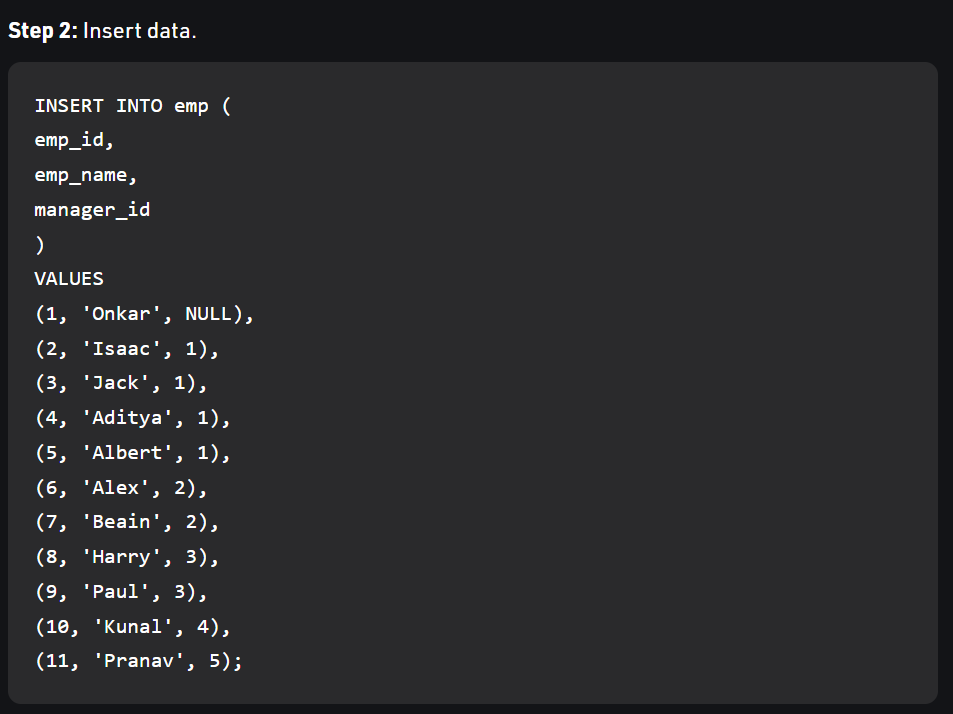 Step 2: Insert data.
INSERT INTO emp (
emp_id,
emp_name,
manager_id
)
VALUES
(1, 'Onkar', NULL),
(2, 'Isaac', 1),
(3, 'Jack', 1),
(4, 'Aditya', 1),
(5, 'Albert', 1),
(6, 'Alex', 2),
(7, 'Beain', 2),
(8, 'Harry', 3),
(9, 'Paul', 3),
(10, 'Kunal', 4),
(11, 'Pranav', 5);